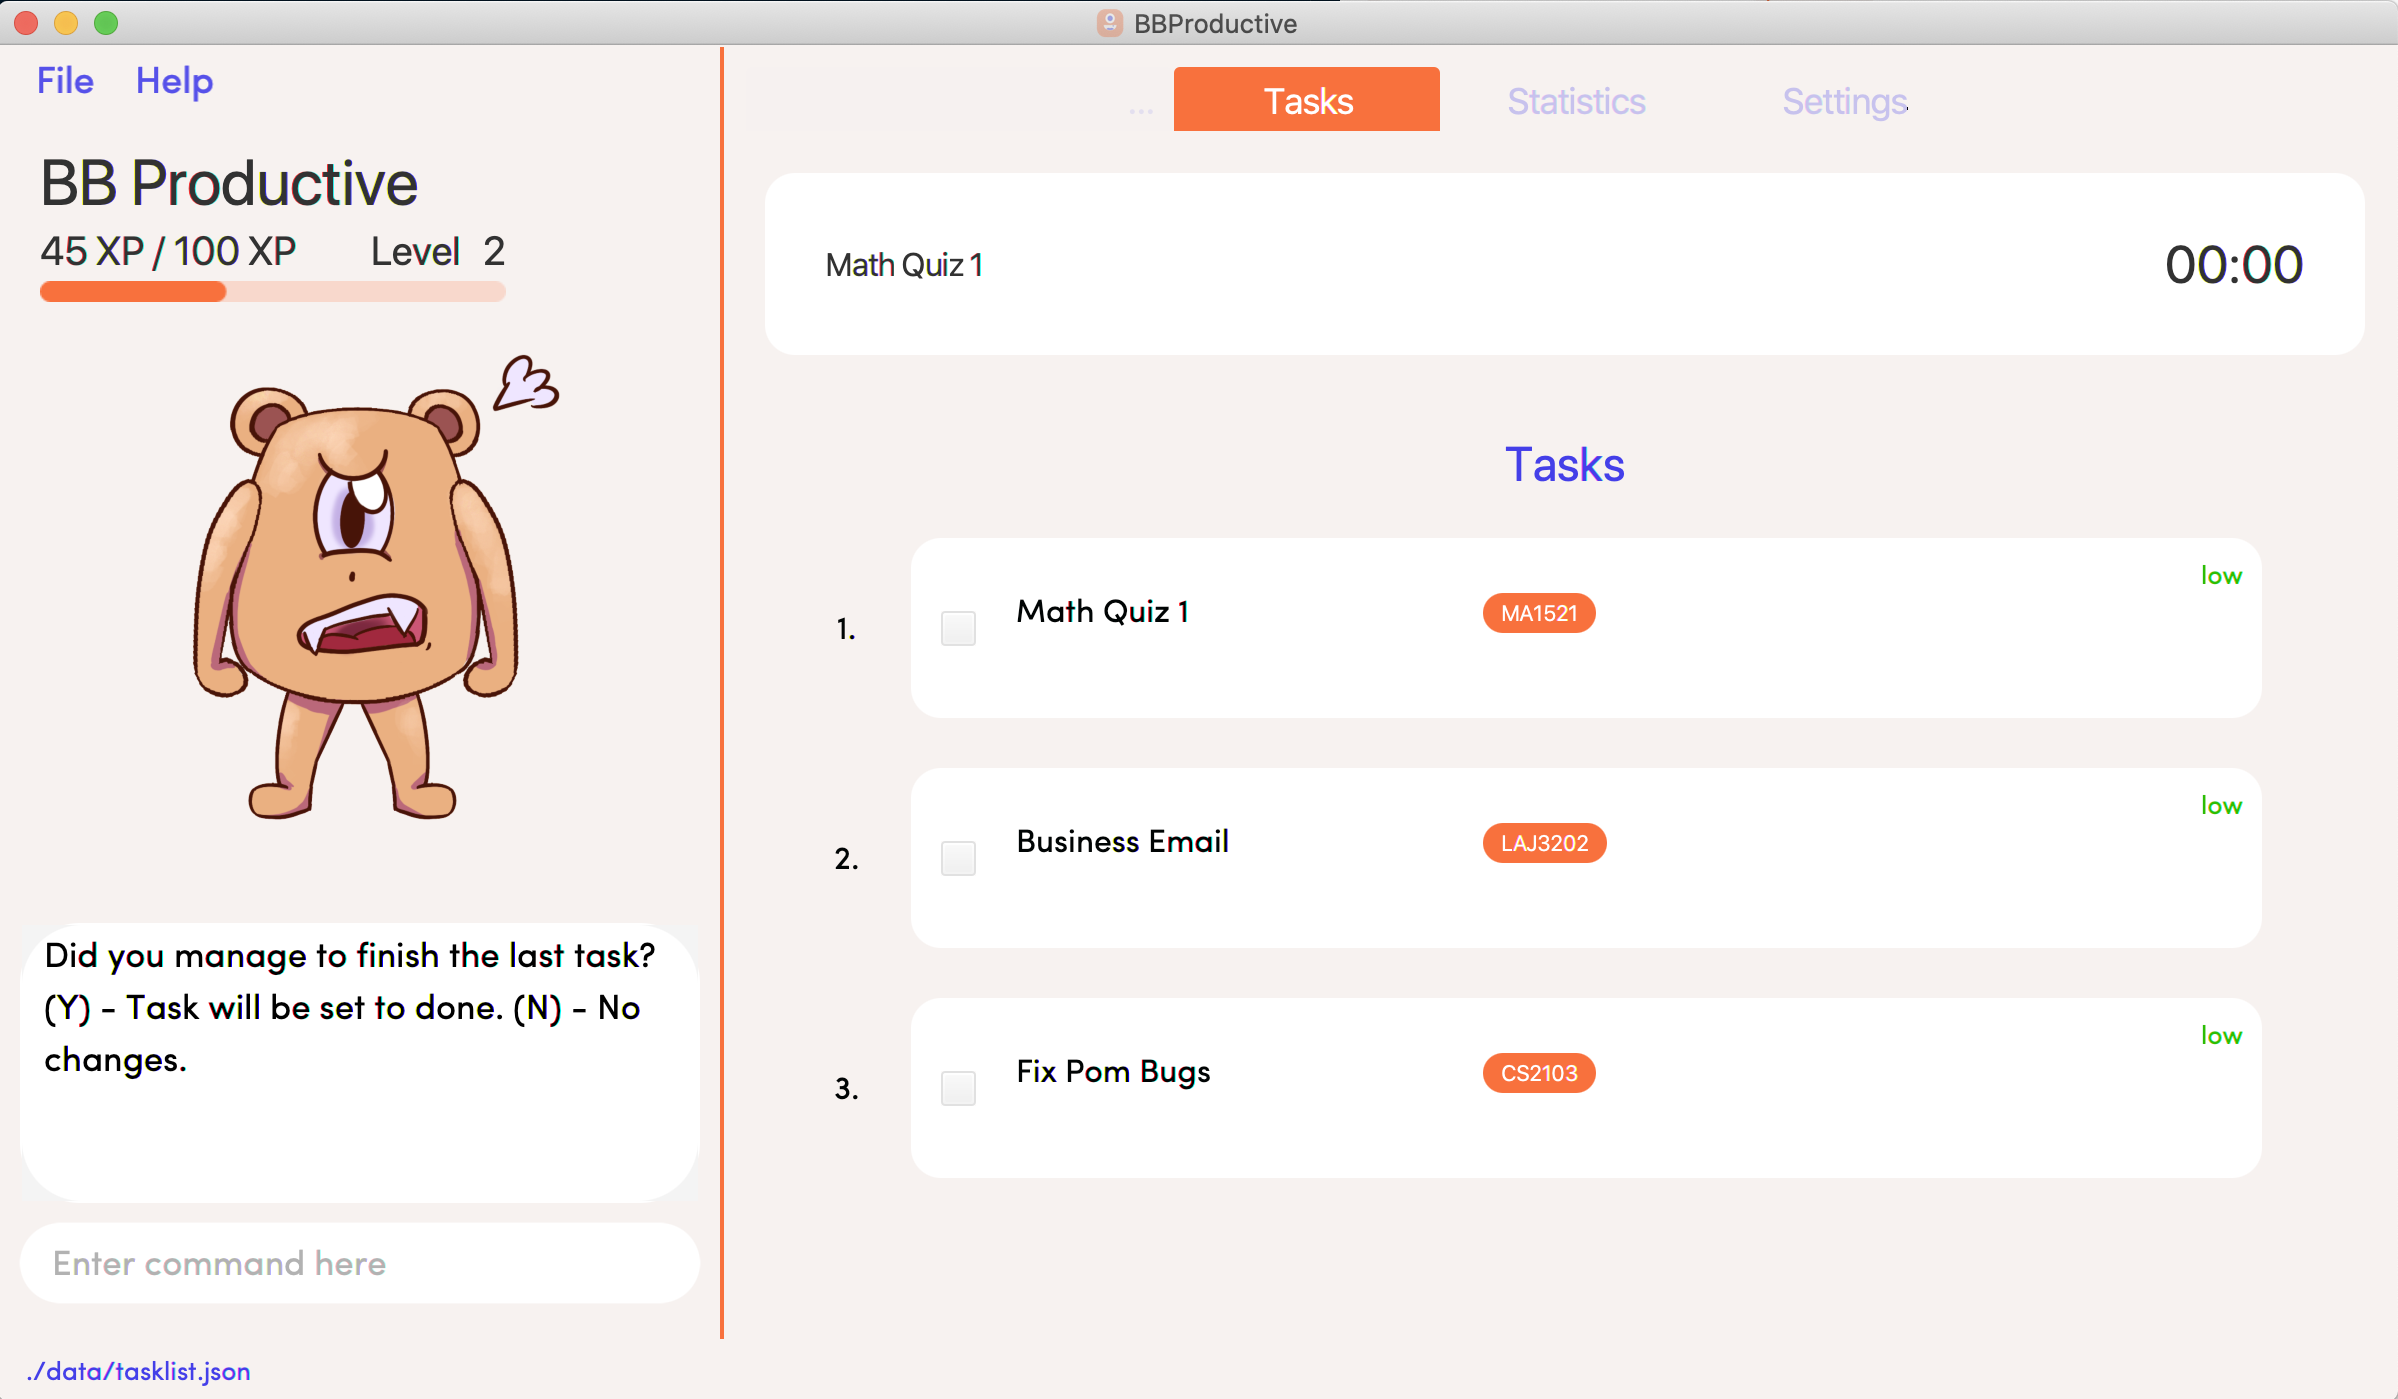 BBProductive
File Help
... Tasks Statistics Settings
BB Productive
45 XP / 100 XP Level 2
Math Quiz 1 00:00
Tasks
1. Math Quiz 1 MA1521 low
2. Business Email LAJ3202 low
3. Fix Pom Bugs CS2103 low
Did you manage to finish the last task?
(Y) - Task will be set to done. (N) - No
changes.
Enter command here
./data/tasklist.json